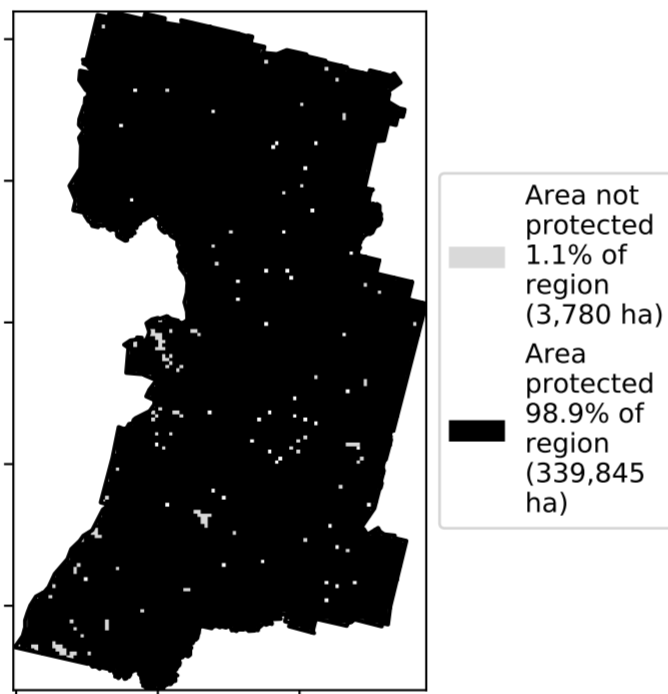 Area not
protected
1.1% of
region
(3,780 ha)
Area
protected
98.9% of
region
(339,845
ha)